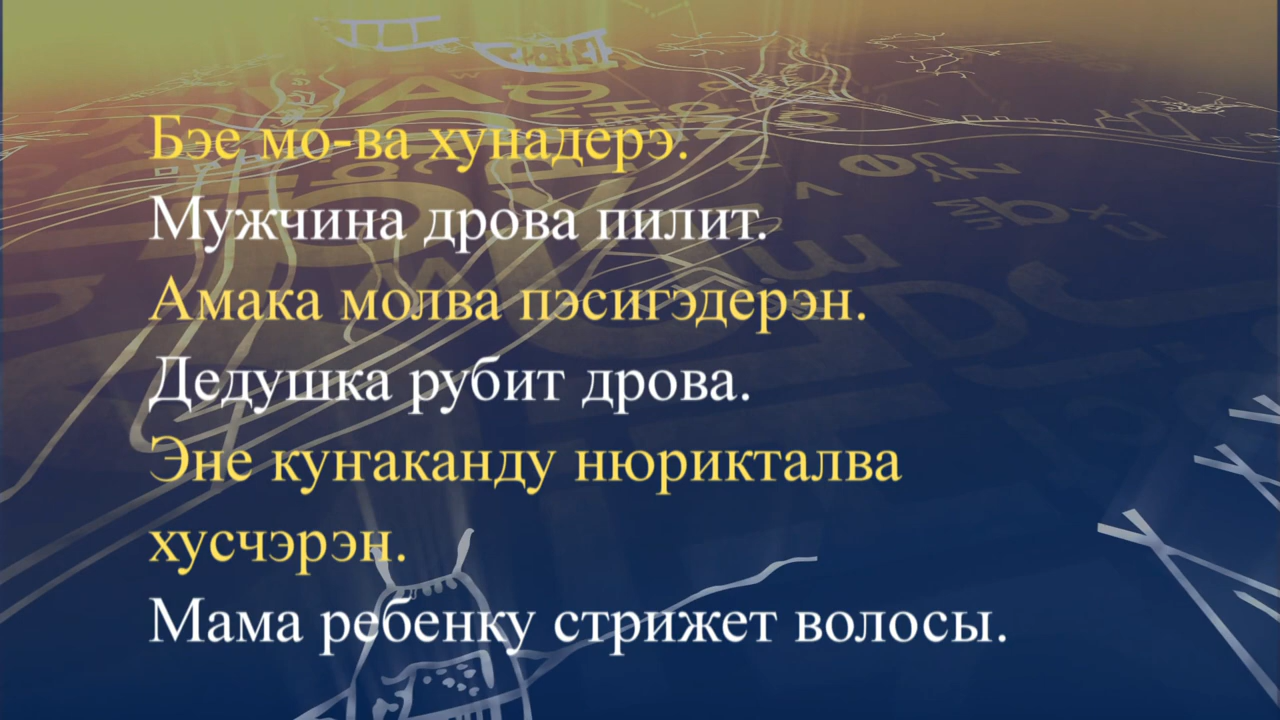 Бэе мо-ва хунадерэ.
Мужчина дрова пилит.
Амака молва пэсигэдерэн.
Дедушка рубит дрова.
Эне куӈаканду нюрикталва
хусчэрэн.
Мама ребенку стрижет волосы.